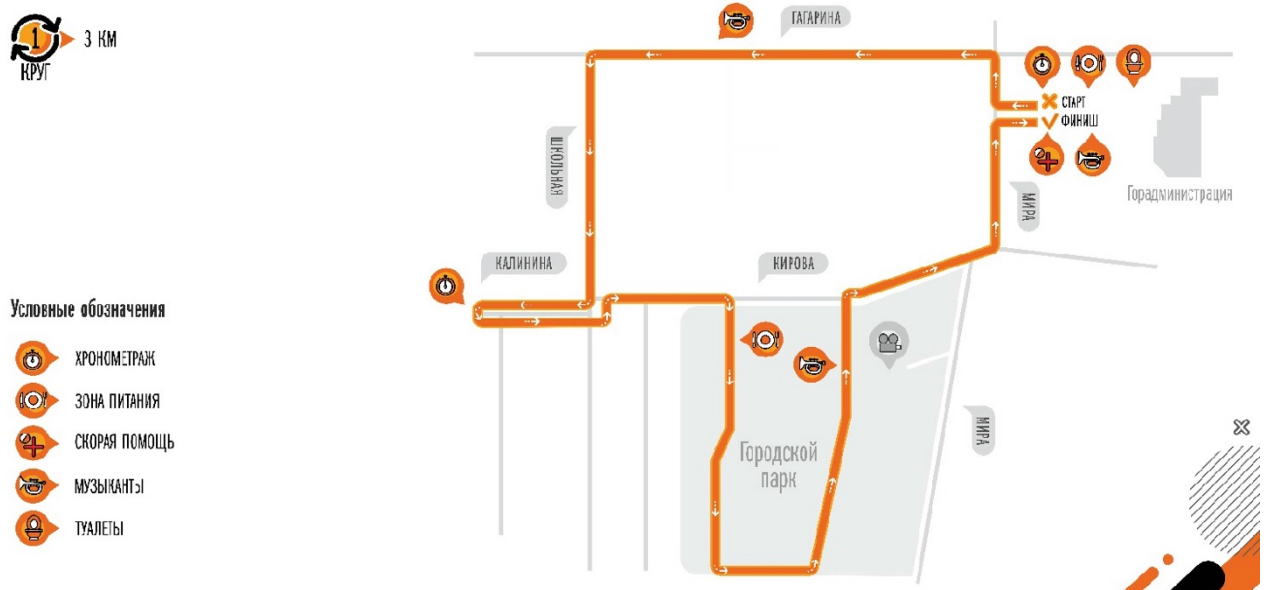 1
КРУГ
3 КМ
ГАГАРИНА
СТАРТ
ФИНИШ
ШКОЛЬНАЯ
МИРА
Горадминистрация
КАЛИНИНА
КИРОВА
Условные обозначения
ХРОНОМЕТРАЖ
ЗОНА ПИТАНИЯ
СКОРАЯ ПОМОЩЬ
МУЗЫКАНТЫ
ТУАЛЕТЫ
МИРА
Городской
парк